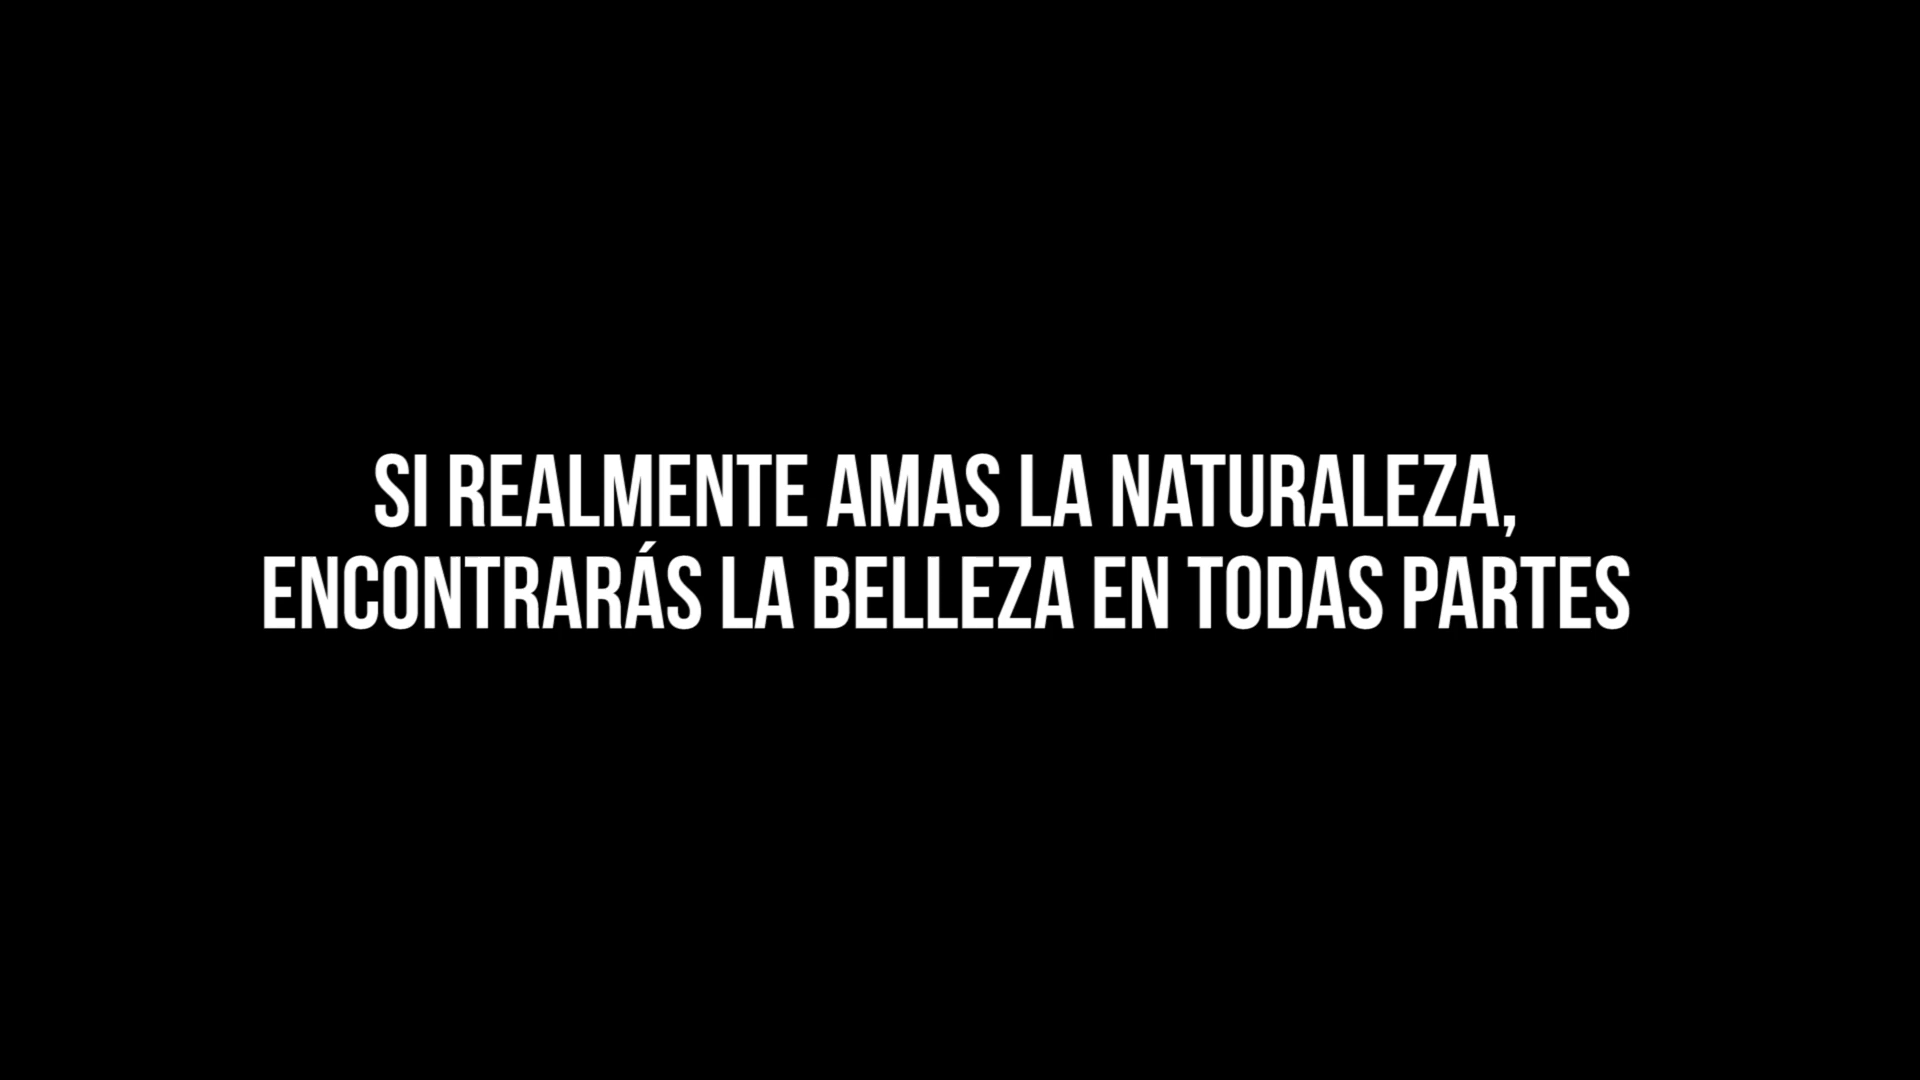 SI REALMENTE AMAS LA NATURALEZA,
ENCONTRARÁS LA BELLEZA EN TODAS PARTES